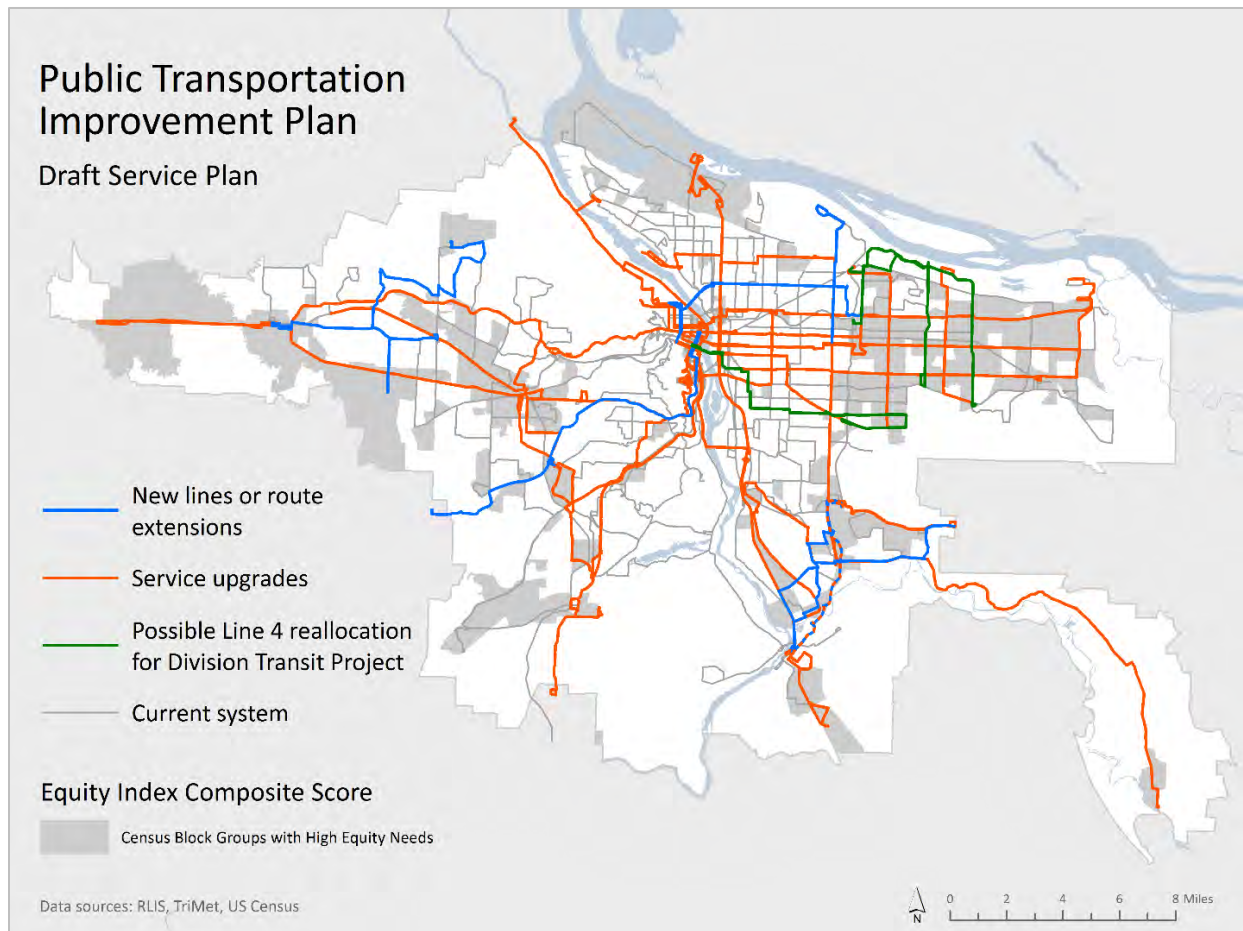 Public Transportation
Improvement Plan
Draft Service Plan
New lines or route
extensions
Service upgrades
Possible Line 4 reallocation
for Division Transit Project
Current system
Equity Index Composite Score
Census Block Groups with High Equity Needs
Data sources: RLIS, TriMet, US Census
N
0 2 4 6 8 Miles